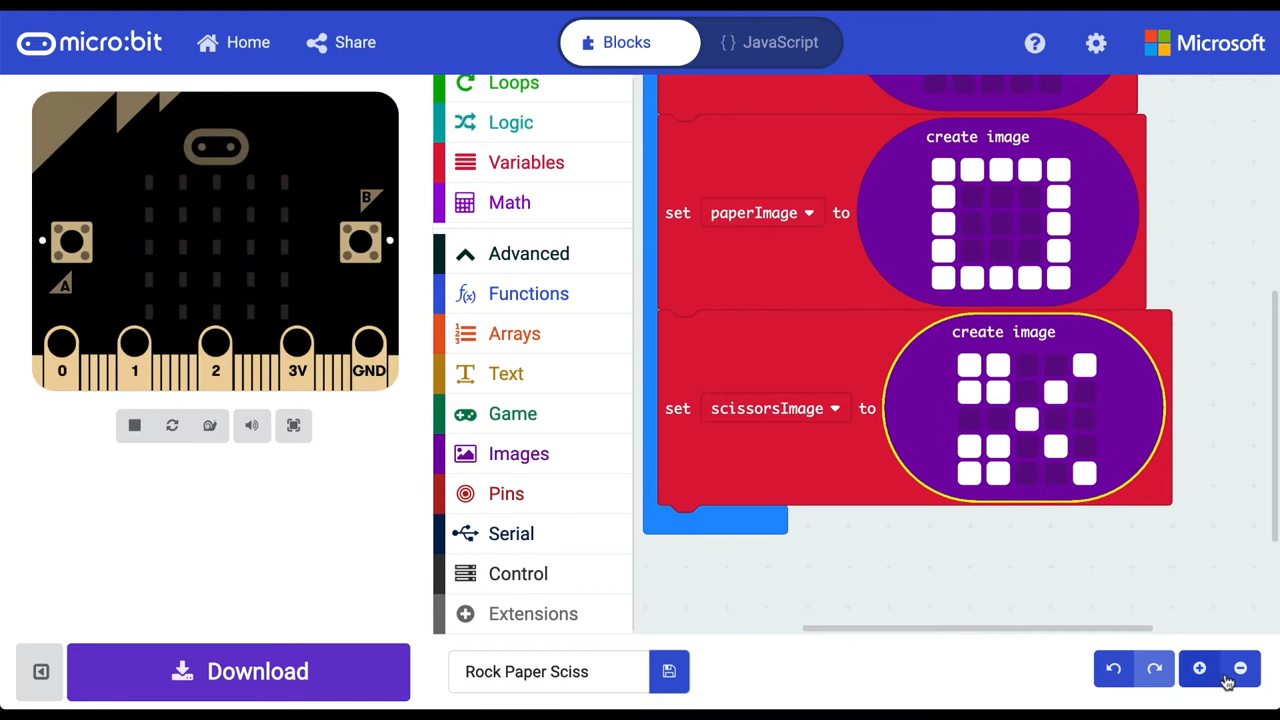 micro:bit
Home
Share
Blocks
{ } JavaScript
?
Microsoft
B
A
0 1 2 3V GND
Download
Loops
Logic
Variables
Math
Advanced
f(x) Functions
Arrays
T Text
Game
Images
Pins
Serial
Control
Extensions
create image
set paperImage to
create image
set scissorsImage to
Rock Paper Sciss